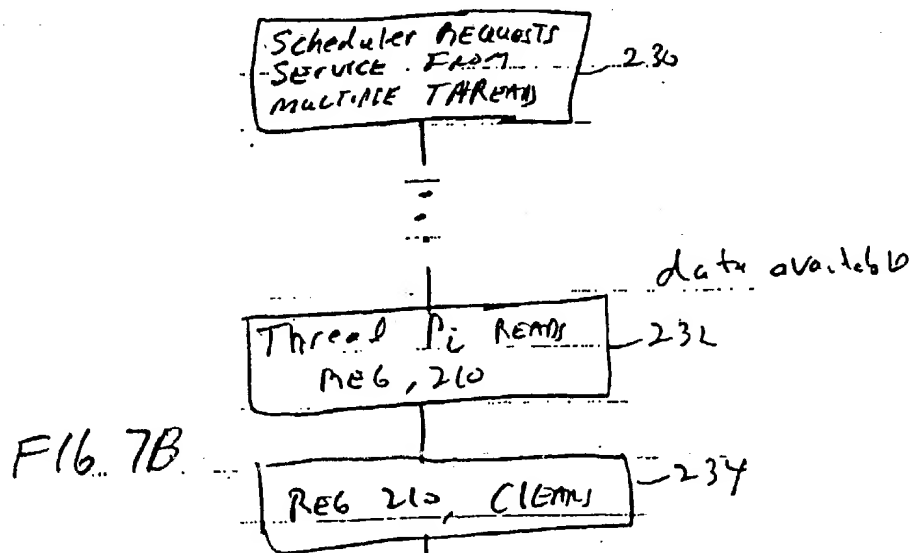 Scheduler REQUESTS
SERVICE FROM
MULTIPLE THREADS
230
data available
Thread Pi READS
REG, 210
232
FIG. 7B
REG 210, CLEARS
234